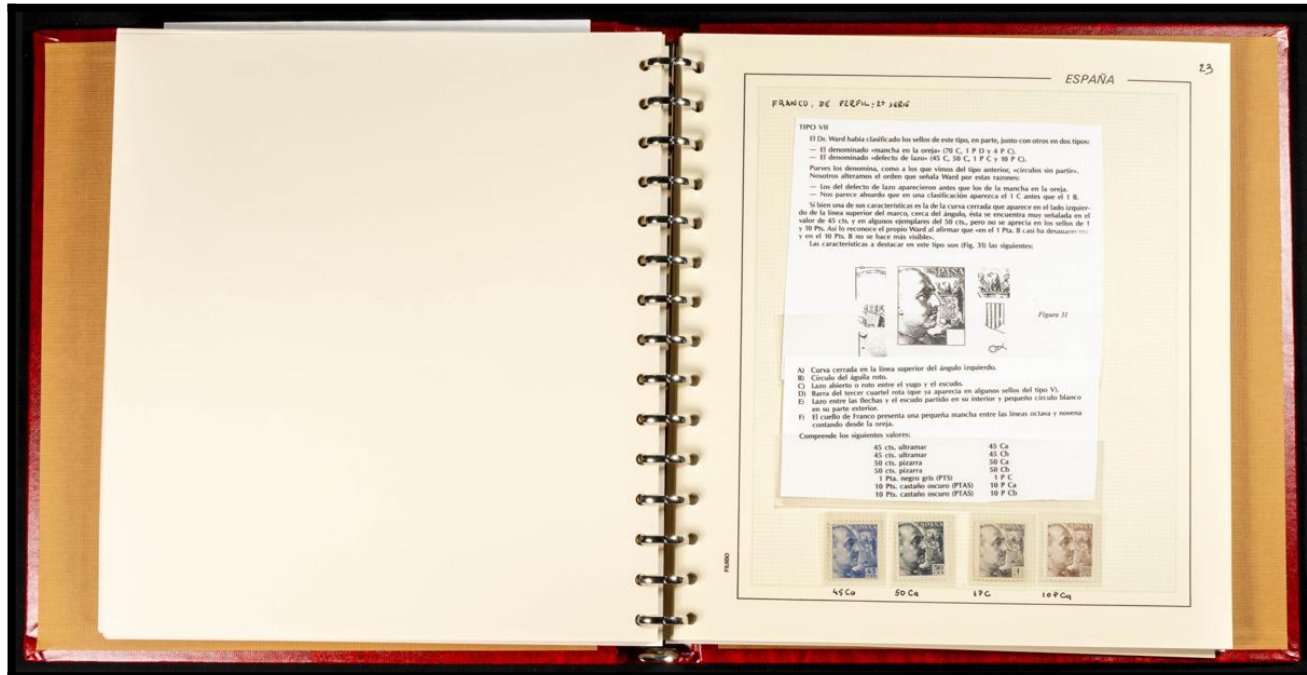 23
ESPAÑA
FRANCO, DE PERFIL: 2ª SERIE
TIPO VII
El Dr. Ward había clasificado los sellos de este tipo, en parte, junto con otros en dos tipos:
— El denominado «mancha en la oreja» (70 C, 1 P D y 4 P C).
— El denominado «defecto de lazo» (45 C, 50 C, 1 P C y 10 P C).
Purves los denomina, como a los que vimos del tipo anterior, «círculos sin partir».
Nosotros alteramos el orden que señala Ward por estas razones:
— Los del defecto de lazo aparecieron antes que los de la mancha en la oreja.
— Nos parece absurdo que en una clasificación aparezca el 1 C antes que el 1 B.
Si bien una de sus características es la de la curva cerrada que aparece en el lado izquier-
do de la línea superior del marco, cerca del ángulo, ésta se encuentra muy señalada en el
valor de 45 cts. y en algunos ejemplares del 50 cts., pero no se aprecia en los sellos de 1
y 10 Pts. Así lo reconoce el propio Ward al afirmar que «en el 1 Pta. B casi ha desaparecido
y en el 10 Pts. B no se hace más visible».
Las características a destacar en este tipo son (Fig. 31) las siguientes:
ESPAÑA
Figura 31
A) Curva cerrada en la línea superior del ángulo izquierdo.
B) Círculo del águila roto.
C) Lazo abierto o roto entre el yugo y el escudo.
D) Barra del tercer cuartel rota (que ya aparecía en algunos sellos del tipo V).
E) Lazo entre las flechas y el escudo partido en su interior y pequeño círculo blanco
en su parte exterior.
F) El cuello de Franco presenta una pequeña mancha entre las líneas octava y novena
contando desde la oreja.
Comprende los siguientes valores:
45 cts. ultramar 45 Ca
45 cts. ultramar 45 Cb
50 cts. pizarra 50 Ca
50 cts. pizarra 50 Cb
1 Pta. negro gris (PTS) 1 P C
10 Pts. castaño oscuro (PTAS) 10 P Ca
10 Pts. castaño oscuro (PTAS) 10 P Cb
ESPAÑA ESPAÑA ESPAÑA ESPAÑA
45 Ca 50 Ca 1 P C 10 P Ca
FILABO